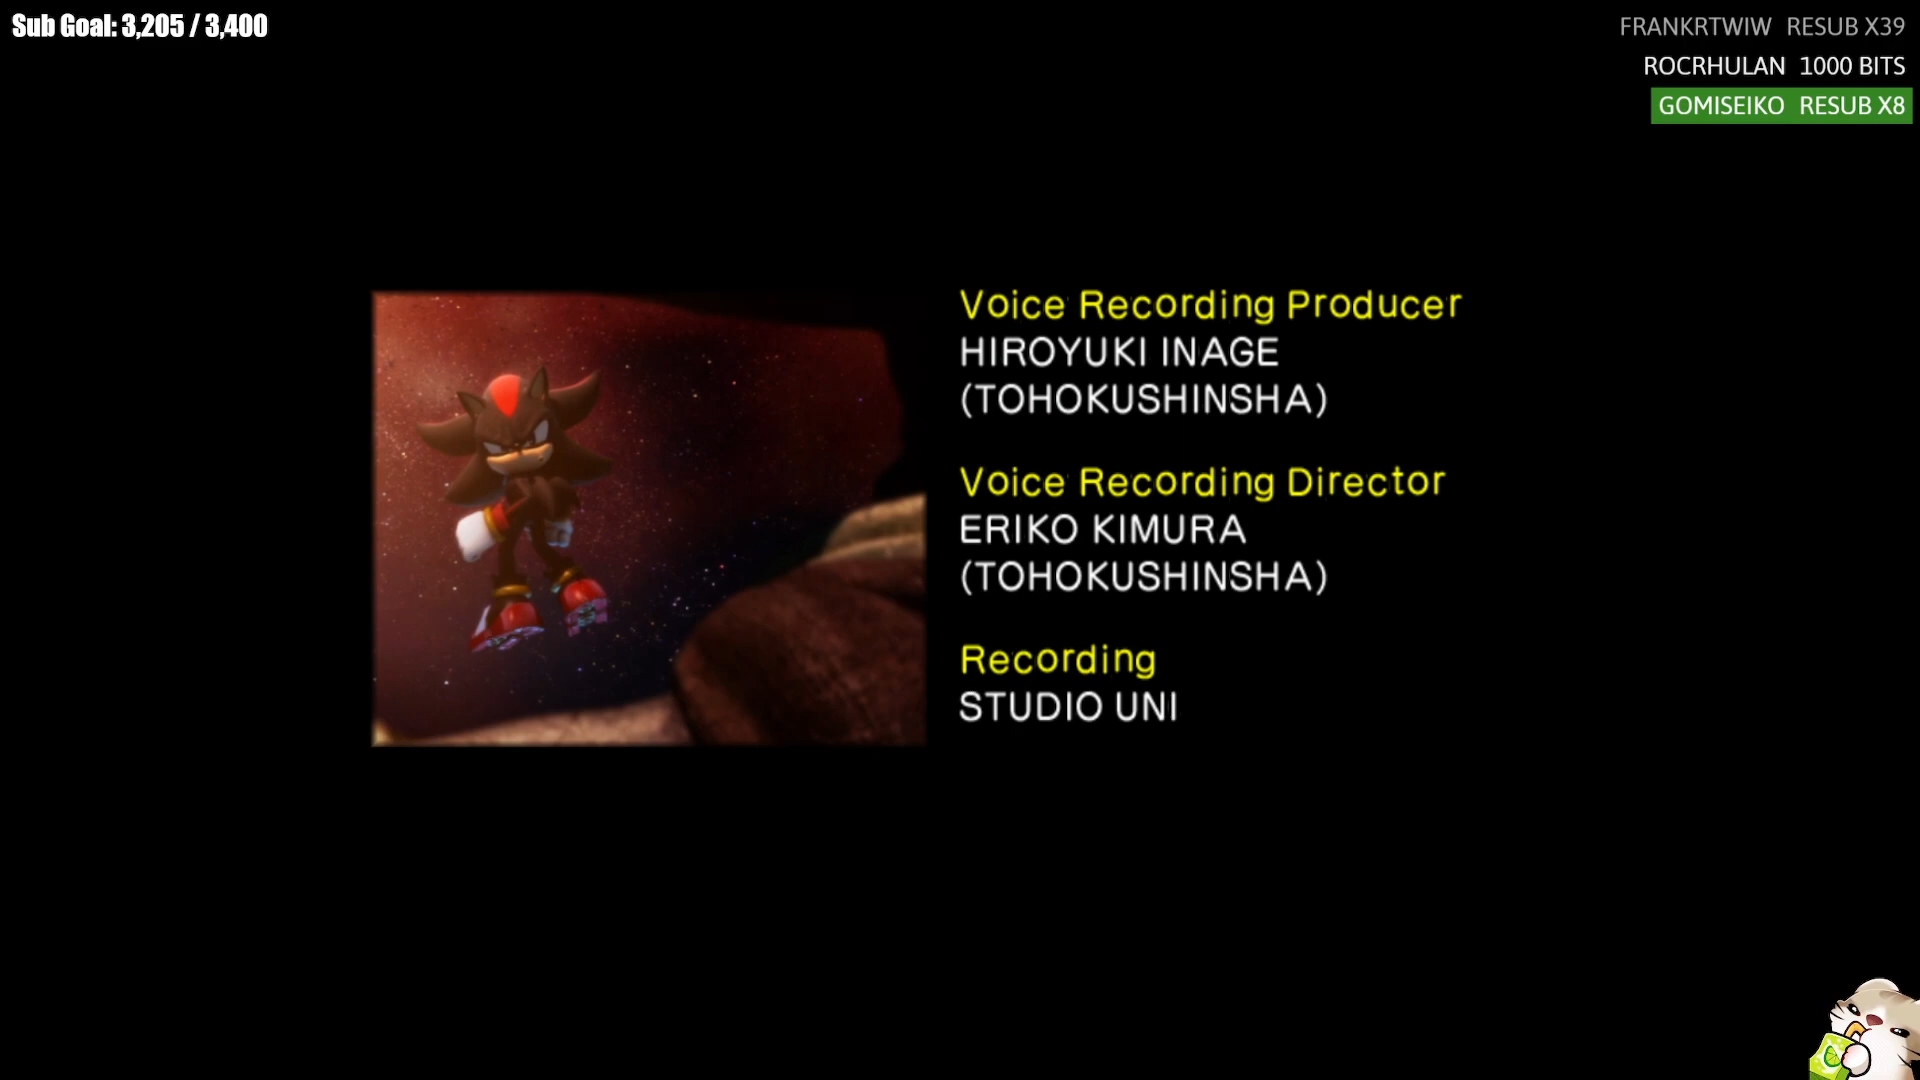 Sub Goal: 3,205 / 3,400
FRANKRTWIW RESUB X39
ROCRHULAN 1000 BITS
GOMISEIKO RESUB X8
Voice Recording Producer
HIROYUKI INAGE
(TOHOKUSHINSHA)
Voice Recording Director
ERIKO KIMURA
(TOHOKUSHINSHA)
Recording
STUDIO UNI